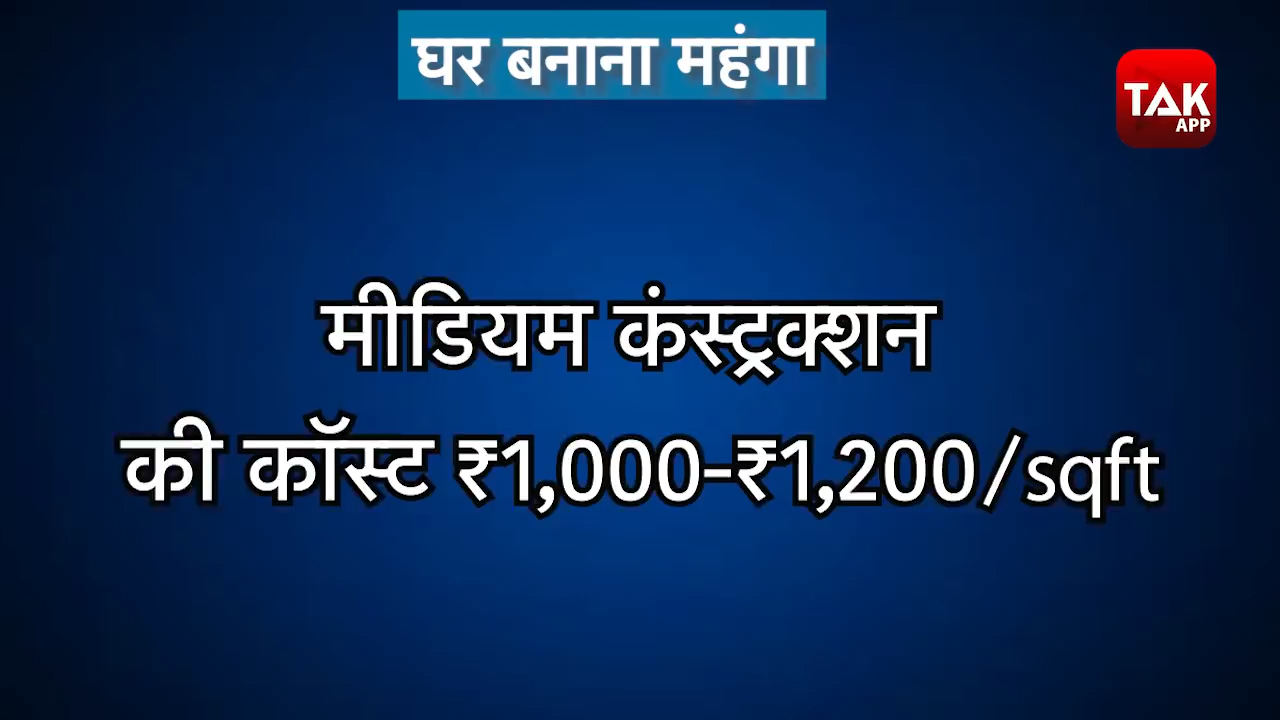 घर बनाना महंगा
TAK
APP
मीडियम कंस्ट्रक्शन
की कॉस्ट ₹1,000-₹1,200/sqft